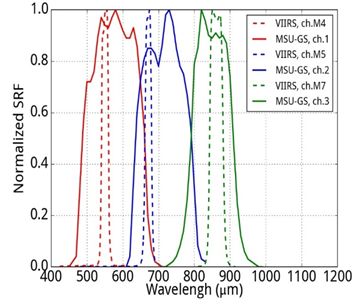 1.0
0.8
0.6
0.4
0.2
0.0
Normalized SRF
VIIRS, ch.M4
MSU-GS, ch.1
VIIRS, ch.M5
MSU-GS, ch.2
VIIRS, ch.M7
MSU-GS, ch.3
400 500 600 700 800 900 1000 1100 1200
Wavelengh (μm)